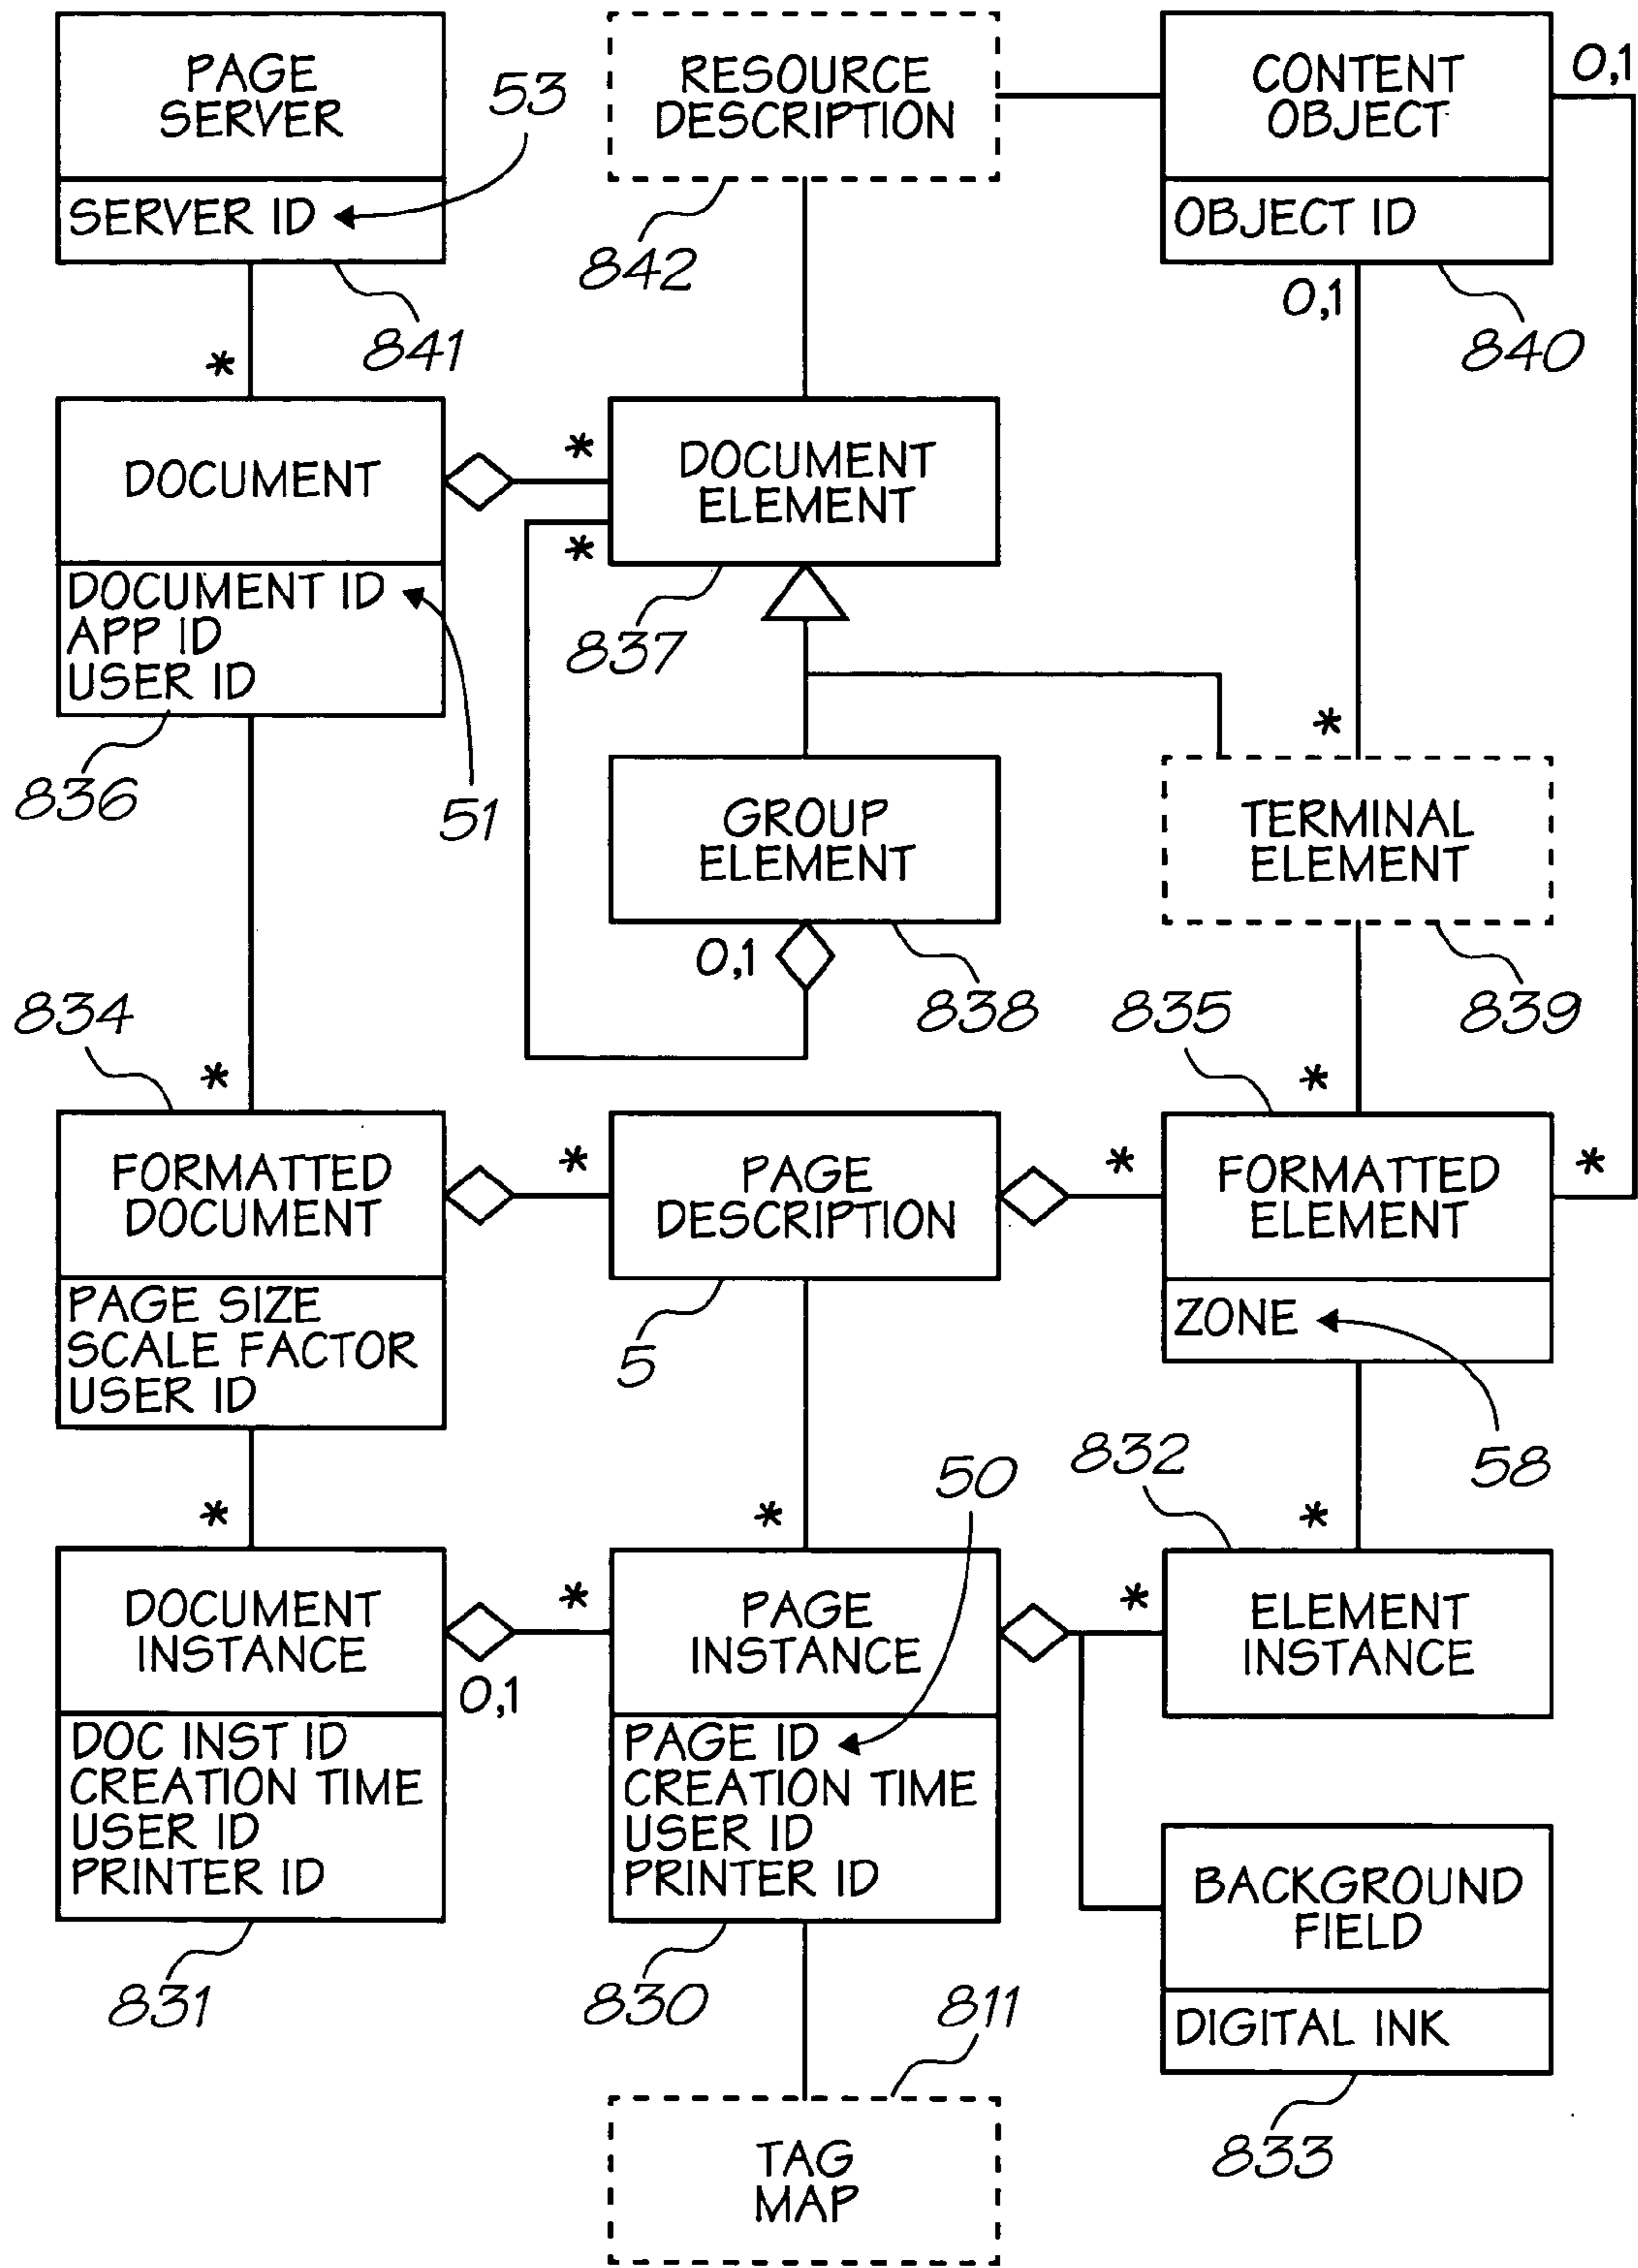 PAGE
SERVER
SERVER ID
53
841
RESOURCE
DESCRIPTION
842
CONTENT
OBJECT
OBJECT ID
0,1
0,1
840
*
DOCUMENT
DOCUMENT ID
APP ID
USER ID
836
51
*
*
DOCUMENT
ELEMENT
837
GROUP
ELEMENT
0,1
838
*
TERMINAL
ELEMENT
839
834
*
FORMATTED
DOCUMENT
PAGE SIZE
SCALE FACTOR
USER ID
*
PAGE
DESCRIPTION
5
835
*
*
FORMATTED
ELEMENT
*
ZONE
58
*
DOCUMENT
INSTANCE
0,1
DOC INST ID
CREATION TIME
USER ID
PRINTER ID
831
*
*
50
PAGE
INSTANCE
PAGE ID
CREATION TIME
USER ID
PRINTER ID
830
832
*
*
ELEMENT
INSTANCE
BACKGROUND
FIELD
DIGITAL INK
833
811
TAG
MAP